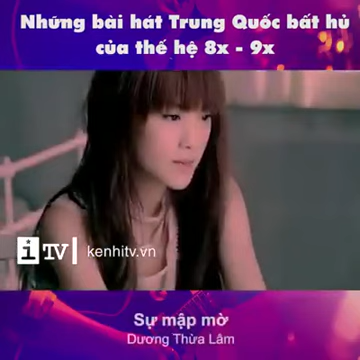 Những bài hát Trung Quốc bất hủ
của thế hệ 8x - 9x
iTV kenhitv.vn
Sự mập mờ
Dương Thừa Lâm